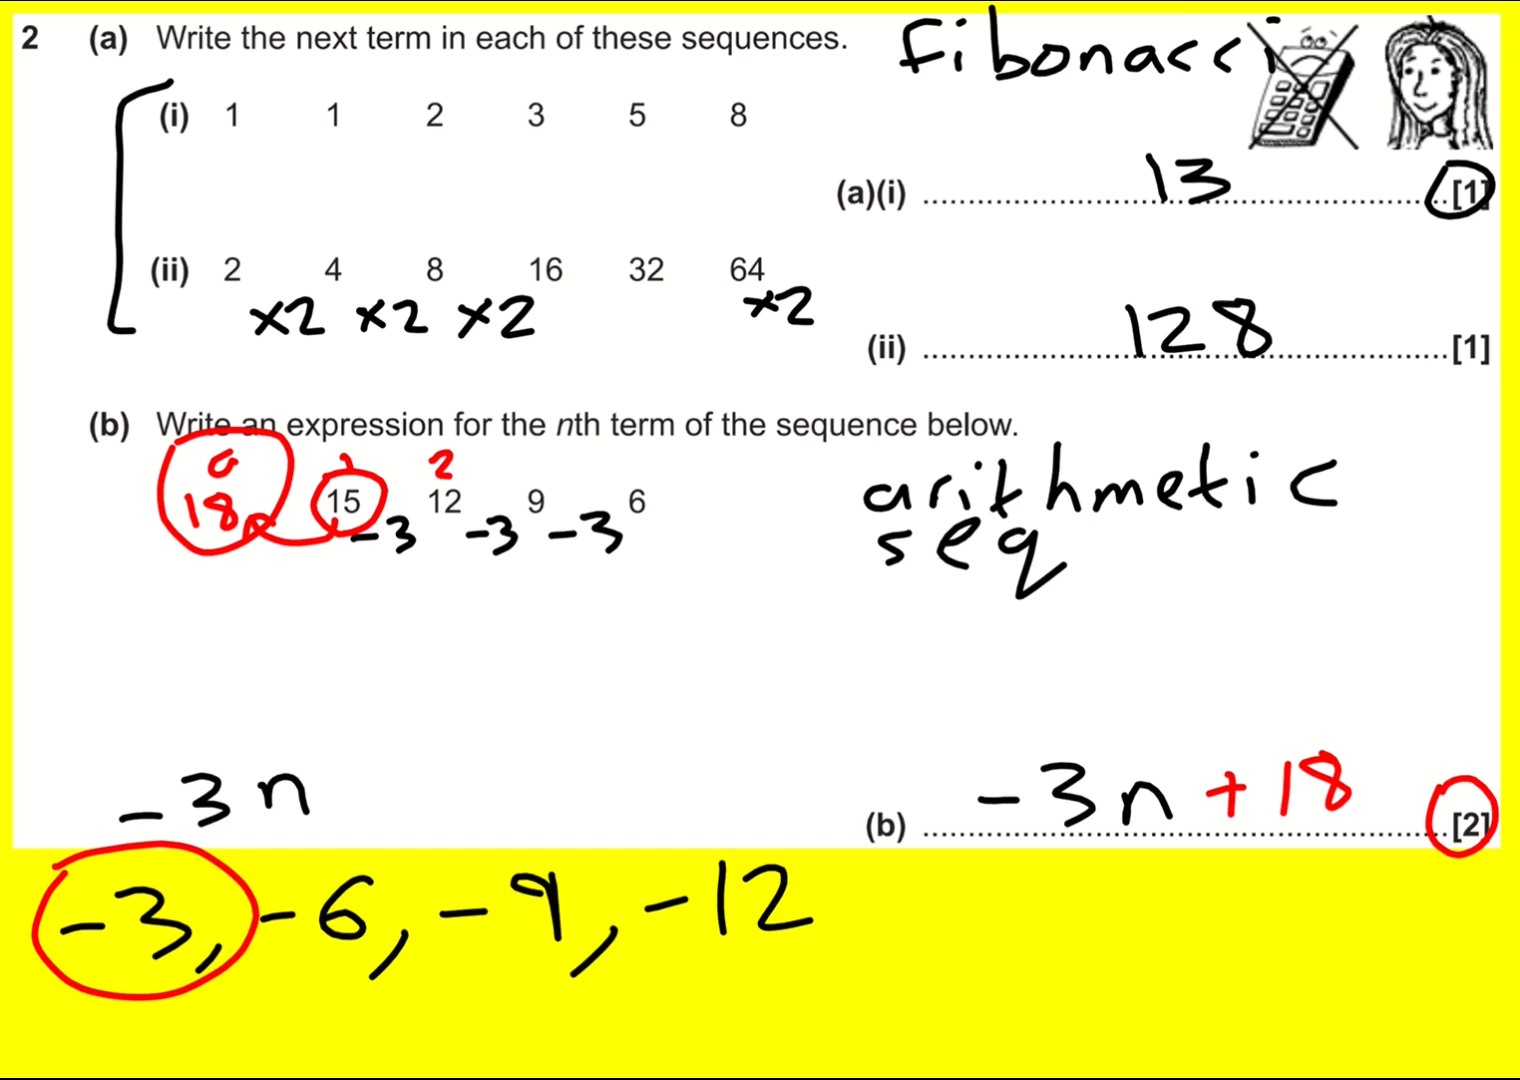 2 (a) Write the next term in each of these sequences. Fibonacci
(i) 1 1 2 3 5 8
(a)(i) ........ 13 ........ [1]
(ii) 2 4 8 16 32 64
×2 ×2 ×2 ×2
(ii) ........ 128 ........ [1]
(b) Write an expression for the nth term of the sequence below.
0 1 2
18 15 12 9 6
-3 -3 -3
arithmetic
seq
-3n
(b) ........ -3n + 18 ........ [2]
-3, -6, -9, -12